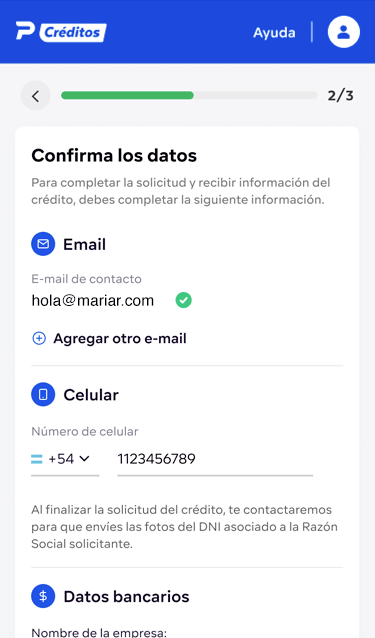 P Créditos
Ayuda
2/3
Confirma los datos
Para completar la solicitud y recibir información del
crédito, debes completar la siguiente información.
Email
E-mail de contacto
hola@mariar.com
Agregar otro e-mail
Celular
Número de celular
+54 1123456789
Al finalizar la solicitud del crédito, te contactaremos
para que envíes las fotos del DNI asociado a la Razón
Social solicitante.
$ Datos bancarios
Nombre de la empresa: